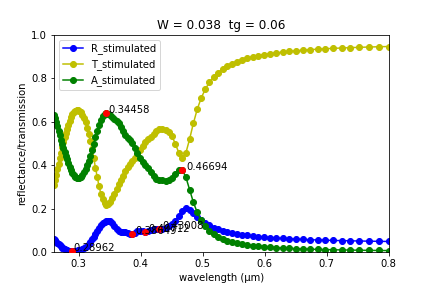 W = 0.038 tg = 0.06
1.0
0.8
0.6
0.4
0.2
0.0
reflectance/transmission
R_stimulated
T_stimulated
A_stimulated
0.34458
0.46694
0.28962
0.3 0.4 0.5 0.6 0.7 0.8
wavelength (μm)